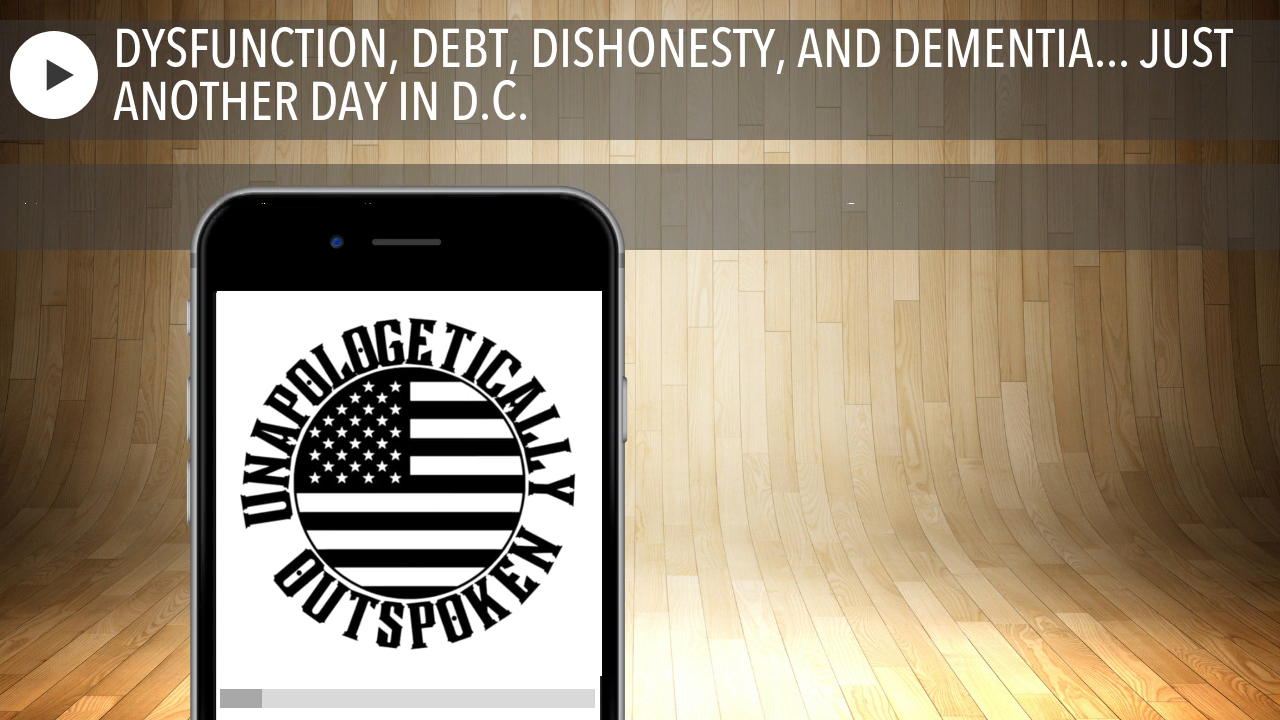 DYSFUNCTION, DEBT, DISHONESTY, AND DEMENTIA... JUST
ANOTHER DAY IN D.C.
UNAPOLOGETICALLY
OUTSPOKEN